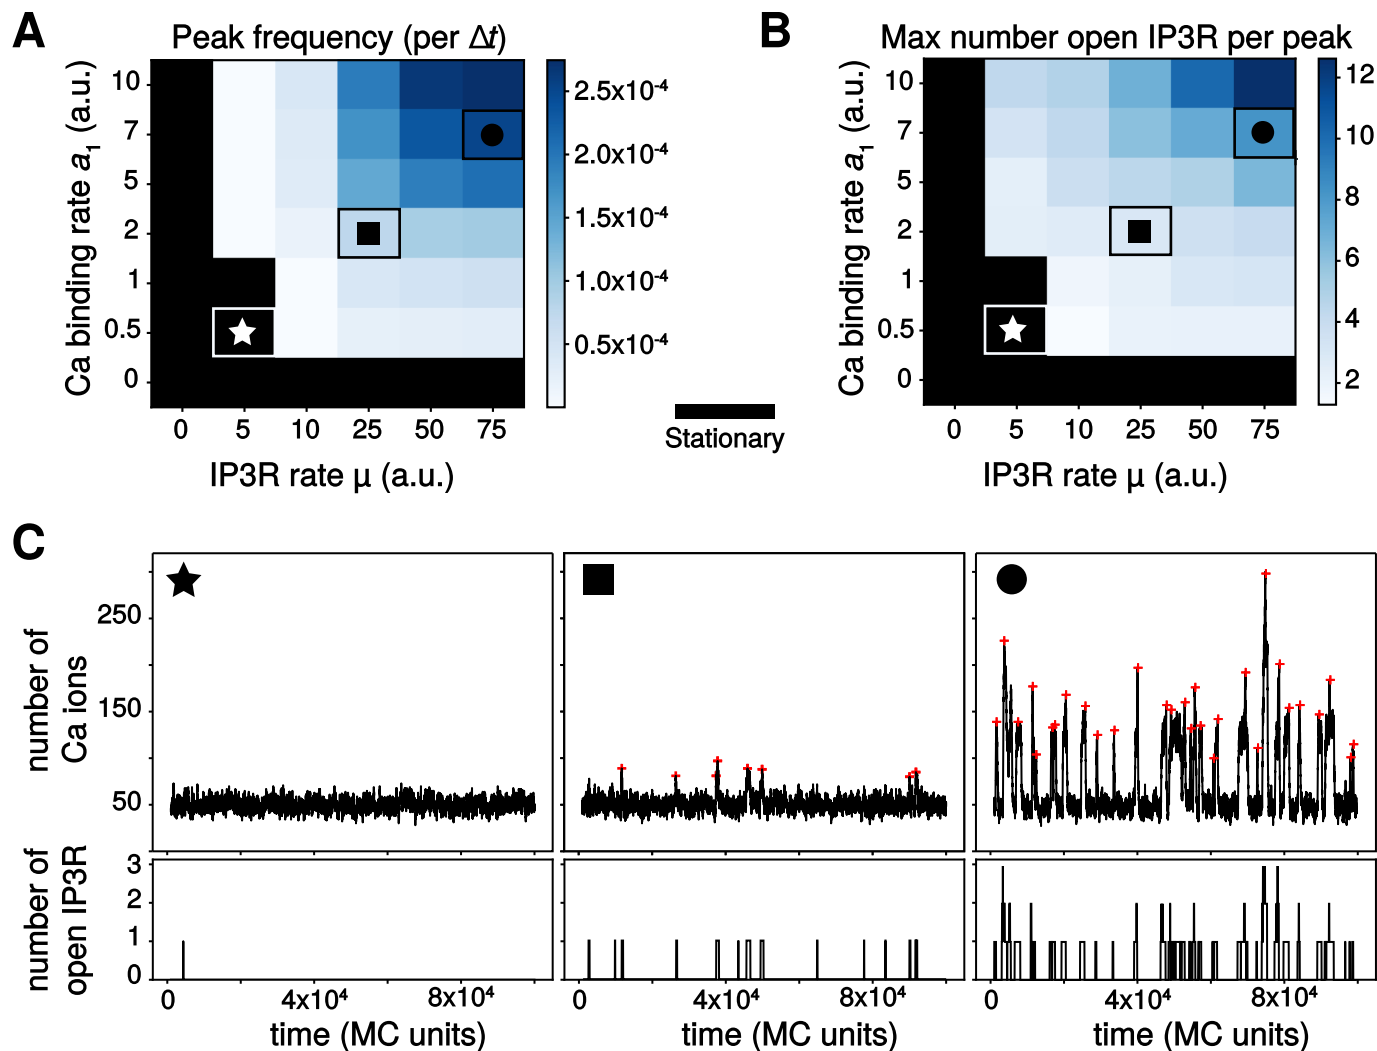 A
Peak frequency (per Δt)
Ca binding rate a1 (a.u.)
10
7
5
2
1
0.5
0
0 5 10 25 50 75
IP3R rate μ (a.u.)
2.5x10⁻⁴
2.0x10⁻⁴
1.5x10⁻⁴
1.0x10⁻⁴
0.5x10⁻⁴
Stationary
B
Max number open IP3R per peak
Ca binding rate a1 (a.u.)
10
7
5
2
1
0.5
0
0 5 10 25 50 75
IP3R rate μ (a.u.)
12
10
8
6
4
2
C
number of
Ca ions
250
150
50
number of
open IP3R
3
2
1
0
0 4x10⁴ 8x10⁴
time (MC units)
0 4x10⁴ 8x10⁴
time (MC units)
0 4x10⁴ 8x10⁴
time (MC units)